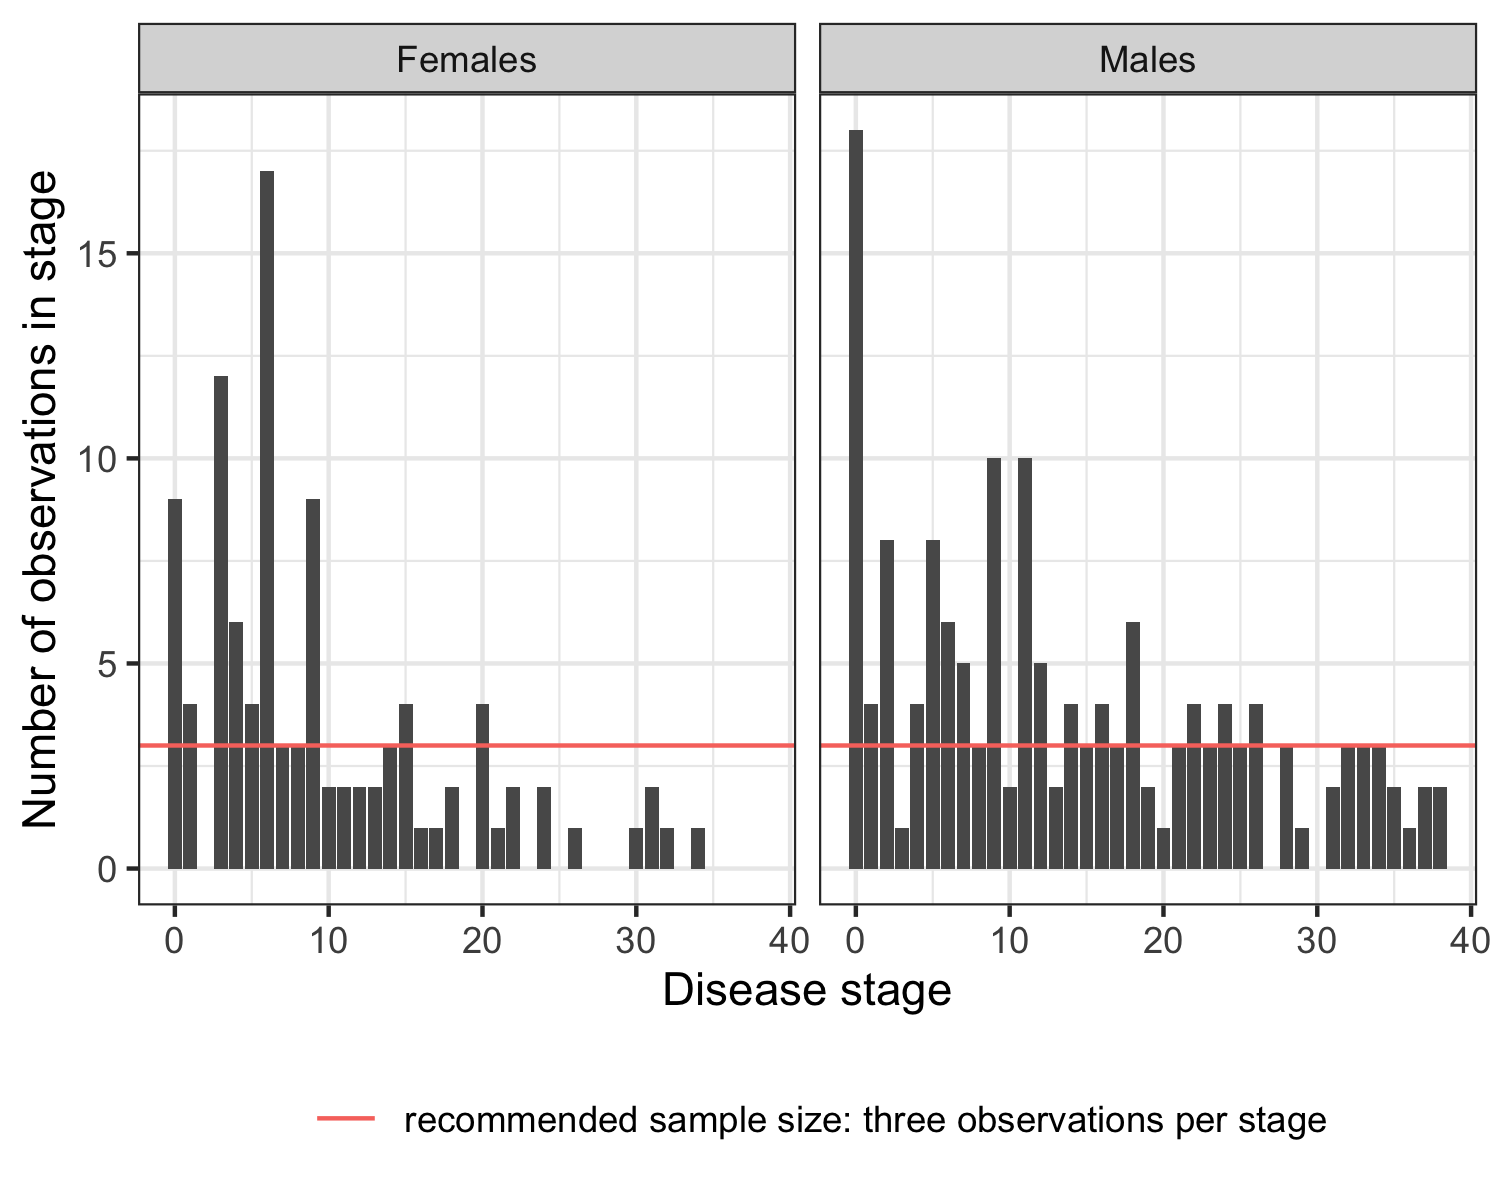 Females
Males
Number of observations in stage
15
10
5
0
0 10 20 30 40
0 10 20 30 40
Disease stage
recommended sample size: three observations per stage